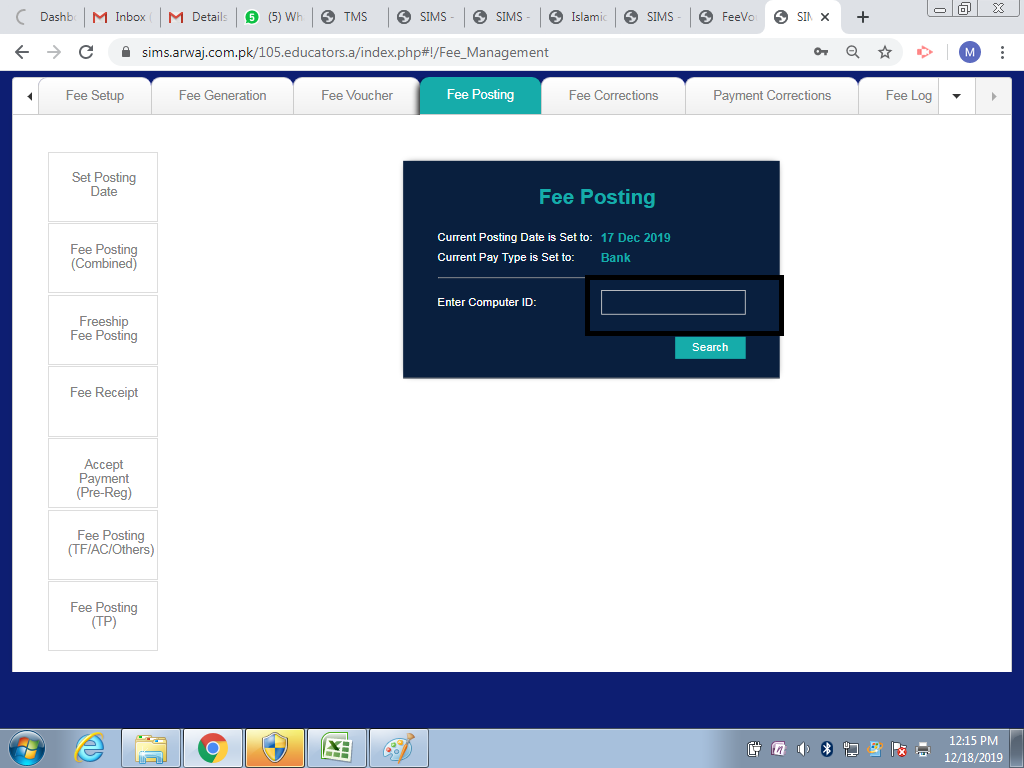 Dashb
Inbox
Details
5
(5) Wh
TMS
SIMS -
SIMS -
Islamic
SIMS -
FeeVo
SIM
sims.arwaj.com.pk/105.educators.a/index.php#!/Fee_Management
M
Fee Setup
Fee Generation
Fee Voucher
Fee Posting
Fee Corrections
Payment Corrections
Fee Log
Set Posting
Date
Fee Posting
(Combined)
Freeship
Fee Posting
Fee Receipt
Accept
Payment
(Pre-Reg)
Fee Posting
(TF/AC/Others)
Fee Posting
(TP)
Fee Posting
Current Posting Date is Set to: 17 Dec 2019
Current Pay Type is Set to: Bank
Enter Computer ID:
Search
12:15 PM
12/18/2019